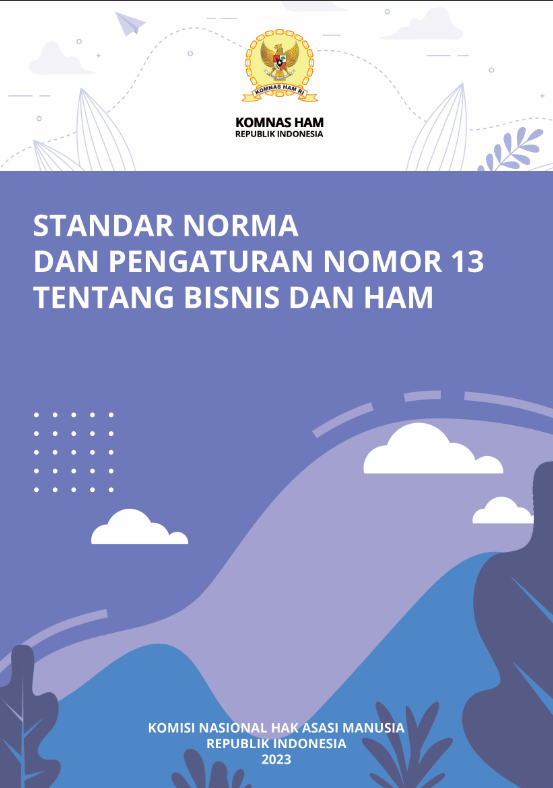 KOMNAS HAM RI
KOMNAS HAM
REPUBLIK INDONESIA
STANDAR NORMA
DAN PENGATURAN NOMOR 13
TENTANG BISNIS DAN HAM
KOMISI NASIONAL HAK ASASI MANUSIA
REPUBLIK INDONESIA
2023